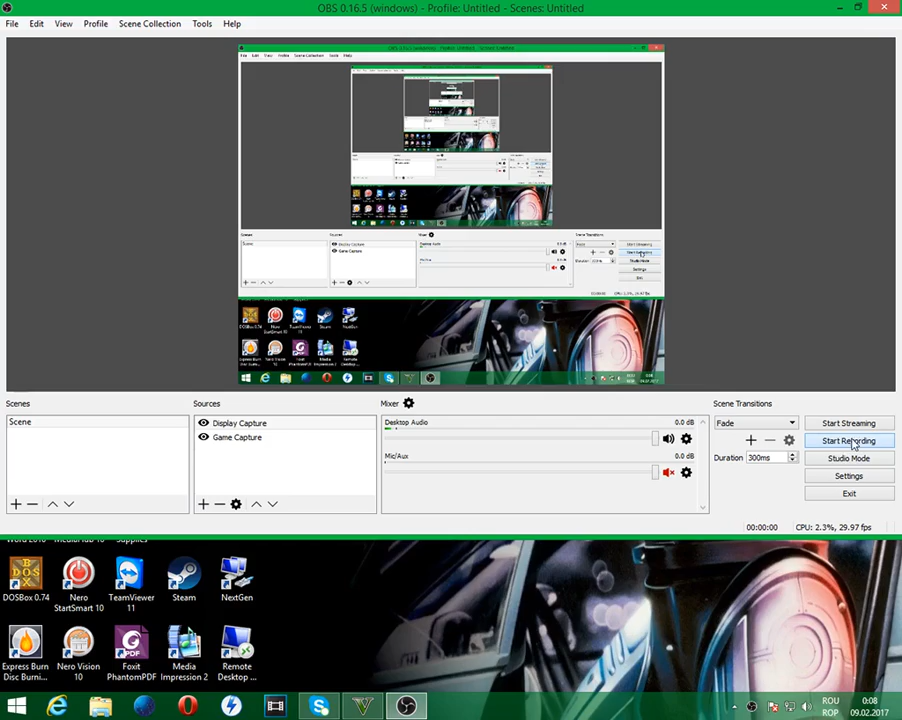 OBS 0.16.5 (windows) - Profile: Untitled - Scenes: Untitled
File Edit View Profile Scene Collection Tools Help
Scenes Sources Mixer Scene Transitions
Scene
Display Capture
Game Capture
Desktop Audio 0.0 dB
Mic/Aux 0.0 dB
Fade
Duration 300ms
Start Streaming
Start Recording
Studio Mode
Settings
Exit
00:00:00 CPU: 2.3%, 29.97 fps
DOSBox 0.74
Nero StartSmart 10
TeamViewer 11
Steam
NextGen
Express Burn Disc Burni...
Nero Vision 10
Foxit PhantomPDF
Media Impression 2
Remote Desktop ...
ROU
ROP
0:08
09.02.2017